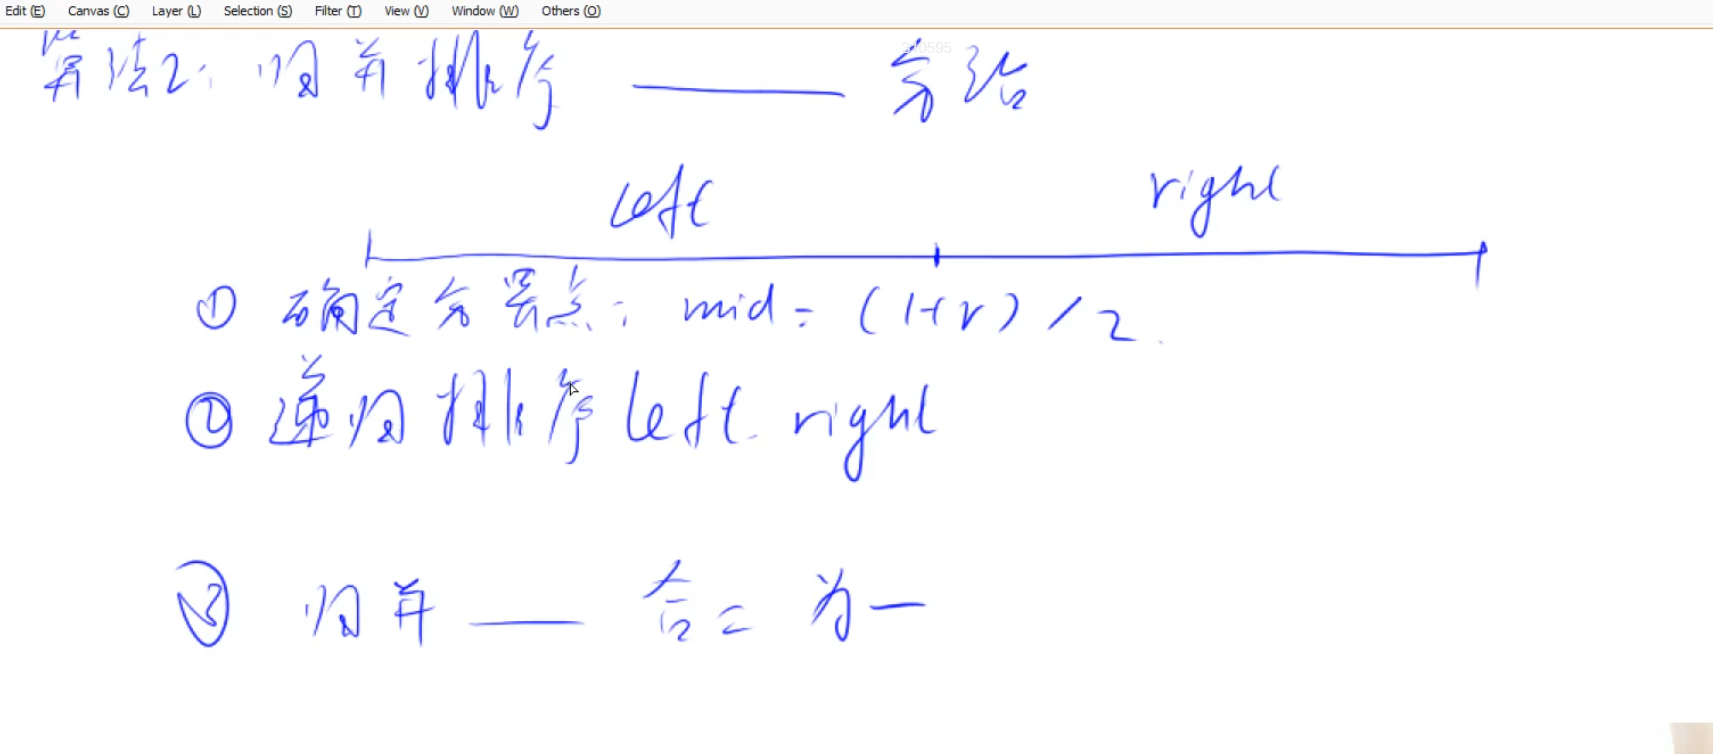 Edit (E) Canvas (C) Layer (L) Selection (S) Filter (T) View (V) Window (W) Others (O)
算法2: 归并排序 —— 分治
left right
① 确定分界点: mid = (l+r) / 2.
② 递归排序 left. right
③ 归并 —— 合二为一